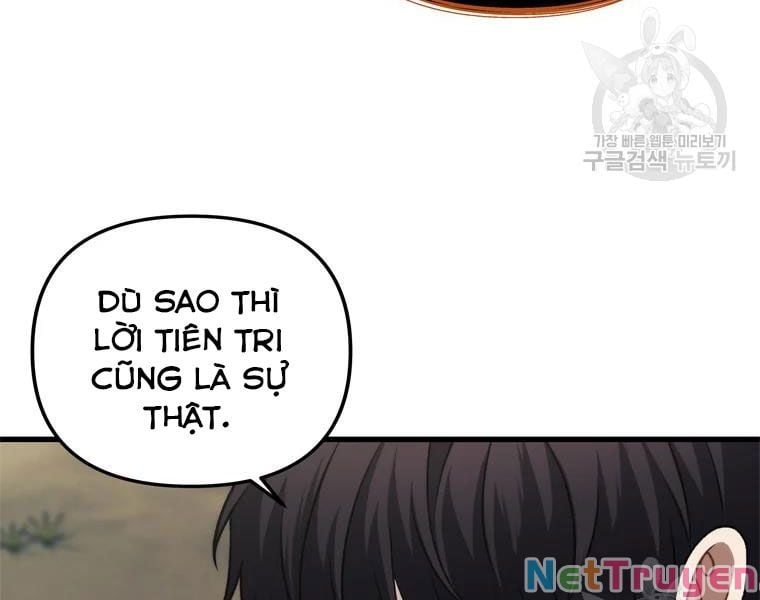 가장 빠른 웹툰 미리보기
구글검색 뉴토끼
DÙ SAO THÌ
LỜI TIÊN TRI
CŨNG LÀ SỰ
THẬT.
NetTruyen